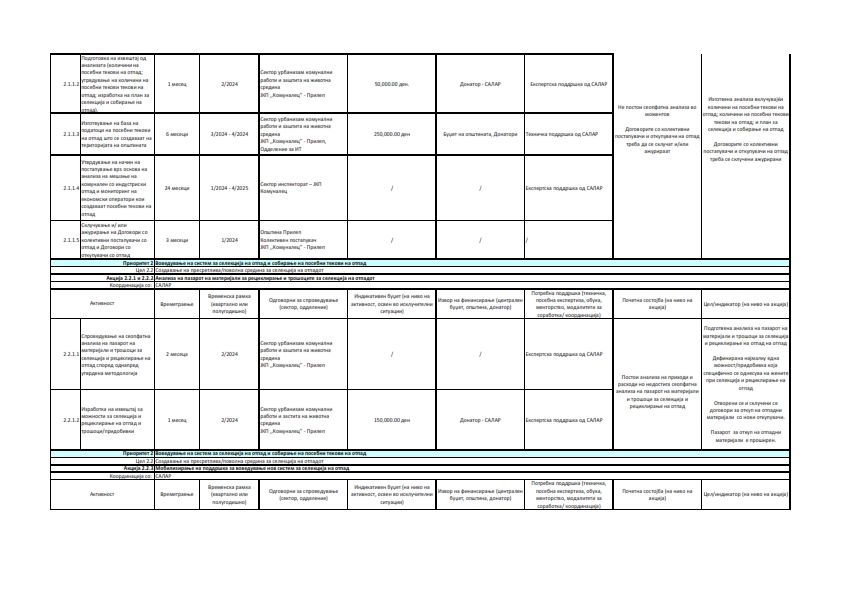 2.1.1.2
Подготовка на извештај од
анализата (количини на
посебни текови на отпад;
утврдување на количини на
посебни текови текови на
отпад; изработка на план за
селекција и собирање на
отпад)
1 месец
2/2024
Сектор урбанизам комунални
работи и заштита на животна
средина
ЈКП „Комуналец“ - Прилеп
50,000.00 ден.
Донатор - САЛАР
Експертска поддршка од САЛАР
Не постои сеопфатна анализа во
моментов
Договорите со колективни
постапувачи и откупувачи на отпад
треба да се склучат и/или
ажурираат
Изготвена анализа вклучувајќи
количини на посебни текови на
отпад; количини на посебни текови
текови на отпад; и план за
селекција и собирање на отпад
Договорите со колективни
постапувачи и откупувачи на отпад
треба се склучени ажурирани
2.1.1.3
Изготвување на база на
податоци на посебни текови на
отпад што се создаваат на
територијата на општината
6 месеци
3/2024 - 4/2024
Сектор урбанизам комунални
работи и заштита на животна
средина
ЈКП „Комуналец“ - Прилеп,
Одделение за ИТ
250,000.00 ден
Буџет на општината, Донатори
Техничка поддршка од САЛАР
2.1.1.4
Утврдување на начин на
постапување врз основа на
анализа на мешање на
комунален со индустриски
отпад и мониторинг на
економски оператори кои
создаваат посебни текови на
отпад
24 месеци
1/2024 - 4/2025
Сектор инспекторат – ЈКП
Комуналец
/
/
Експертска поддршка од САЛАР
2.1.1.5
Склучување и/ или
ажурирање на Договори со
колективни постапувачи со
отпад и Договори со
откупувачи со отпад
3 месеци
1/2024
Општина Прилеп
Колективен постапувач
ЈКП „Комуналец“ - Прилеп
/
/
/
Приоритет 2 Воведување на систем за селекција на отпад и собирање на посебни текови на отпад
Цел 2.2 Создавање на пресретлива/поволна средина за селекција на отпадот
Акција 2.2.1 и 2.2.2 Анализа на пазарот на материјали за рециклирање и трошоците за селекција на отпадот
Координација со: САЛАР
Активност
Времетраење
Временска рамка
(квартално или
полугодишно)
Одговорни за спроведување
(сектор, одделение)
Индикативен буџет (на ниво на
активност, освен во исклучителни
ситуации)
Извор на финансирање (централен
буџет, општина, донатор)
Потребна поддршка (техничка,
посебна експертиза, обука,
менторство, модалитети за
соработка/ координација)
Почетна состојба (на ниво на
акција)
Цел/индикатор (на ниво на акција)
2.2.1.1
Спроведување на сеопфатна
анализа на пазарот на
материјали и трошоци за
селекција и рециклирање на
отпад според однапред
утврдена методологија
2 месеца
2/2024
Сектор урбанизам комунални
работи и заштита на животна
средина
ЈКП „Комуналец“ - Прилеп
/
/
Експертска поддршка од САЛАР
Постои анализа на приходи и
расходи но недостига сеопфатна
анализа на пазарот на материјали
и трошоци за селекција и
рециклирање на отпад
Подготвена анализа на пазарот на
материјали и трошоци за селекција
и рециклирање на отпад на отпад
Дефинирана најмалку една
можност/придобивка која
специфично се однесува на жените
при селекција и рециклирање на
отпад
Отворени се и склучени се
договори за откуп на отпадни
материјали со нови откупувачи.
Пазарот за откуп на отпадни
материјали е проширен.
2.2.1.2
Изработка на извештај за
можности за селекција и
рециклирање на отпад и
трошоци/придобивки
1 месец
2/2024
Сектор урбанизам комунални
работи и застита на животна
средина
ЈКП „Комуналец“ - Прилеп
150,000.00 ден
Донатор - САЛАР
Експертска поддршка од САЛАР
Приоритет 2 Воведување на систем за селекција на отпад и собирање на посебни текови на отпад
Цел 2.2 Создавање на пресретлива/поволна средина за селекција на отпадот
Акција 2.2.3 Мобилизирање на поддршка за воведување нов систем за селекција на отпад
Координација со: САЛАР
Активност
Времетраење
Временска рамка
(квартално или
полугодишно)
Одговорни за спроведување
(сектор, одделение)
Индикативен буџет (на ниво на
активност, освен во исклучителни
ситуации)
Извор на финансирање (централен
буџет, општина, донатор)
Потребна поддршка (техничка,
посебна експертиза, обука,
менторство, модалитети за
соработка/ координација)
Почетна состојба (на ниво на
акција)
Цел/индикатор (на ниво на акција)